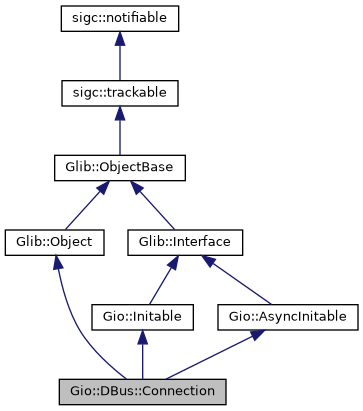 sigc::notifiable
sigc::trackable
Glib::ObjectBase
Glib::Object
Glib::Interface
Gio::Initable
Gio::AsyncInitable
Gio::DBus::Connection